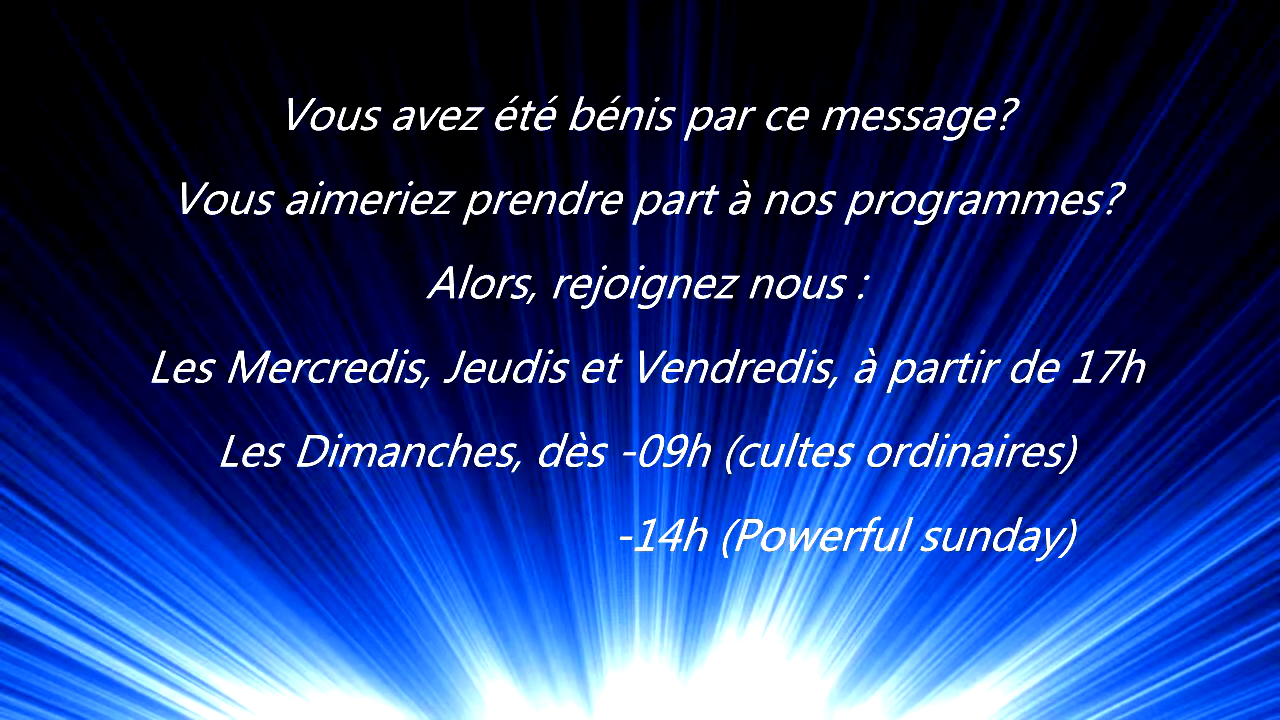 Vous avez été bénis par ce message?
Vous aimeriez prendre part à nos programmes?
Alors, rejoignez nous :
Les Mercredis, Jeudis et Vendredis, à partir de 17h
Les Dimanches, dès -09h (cultes ordinaires)
-14h (Powerful sunday)